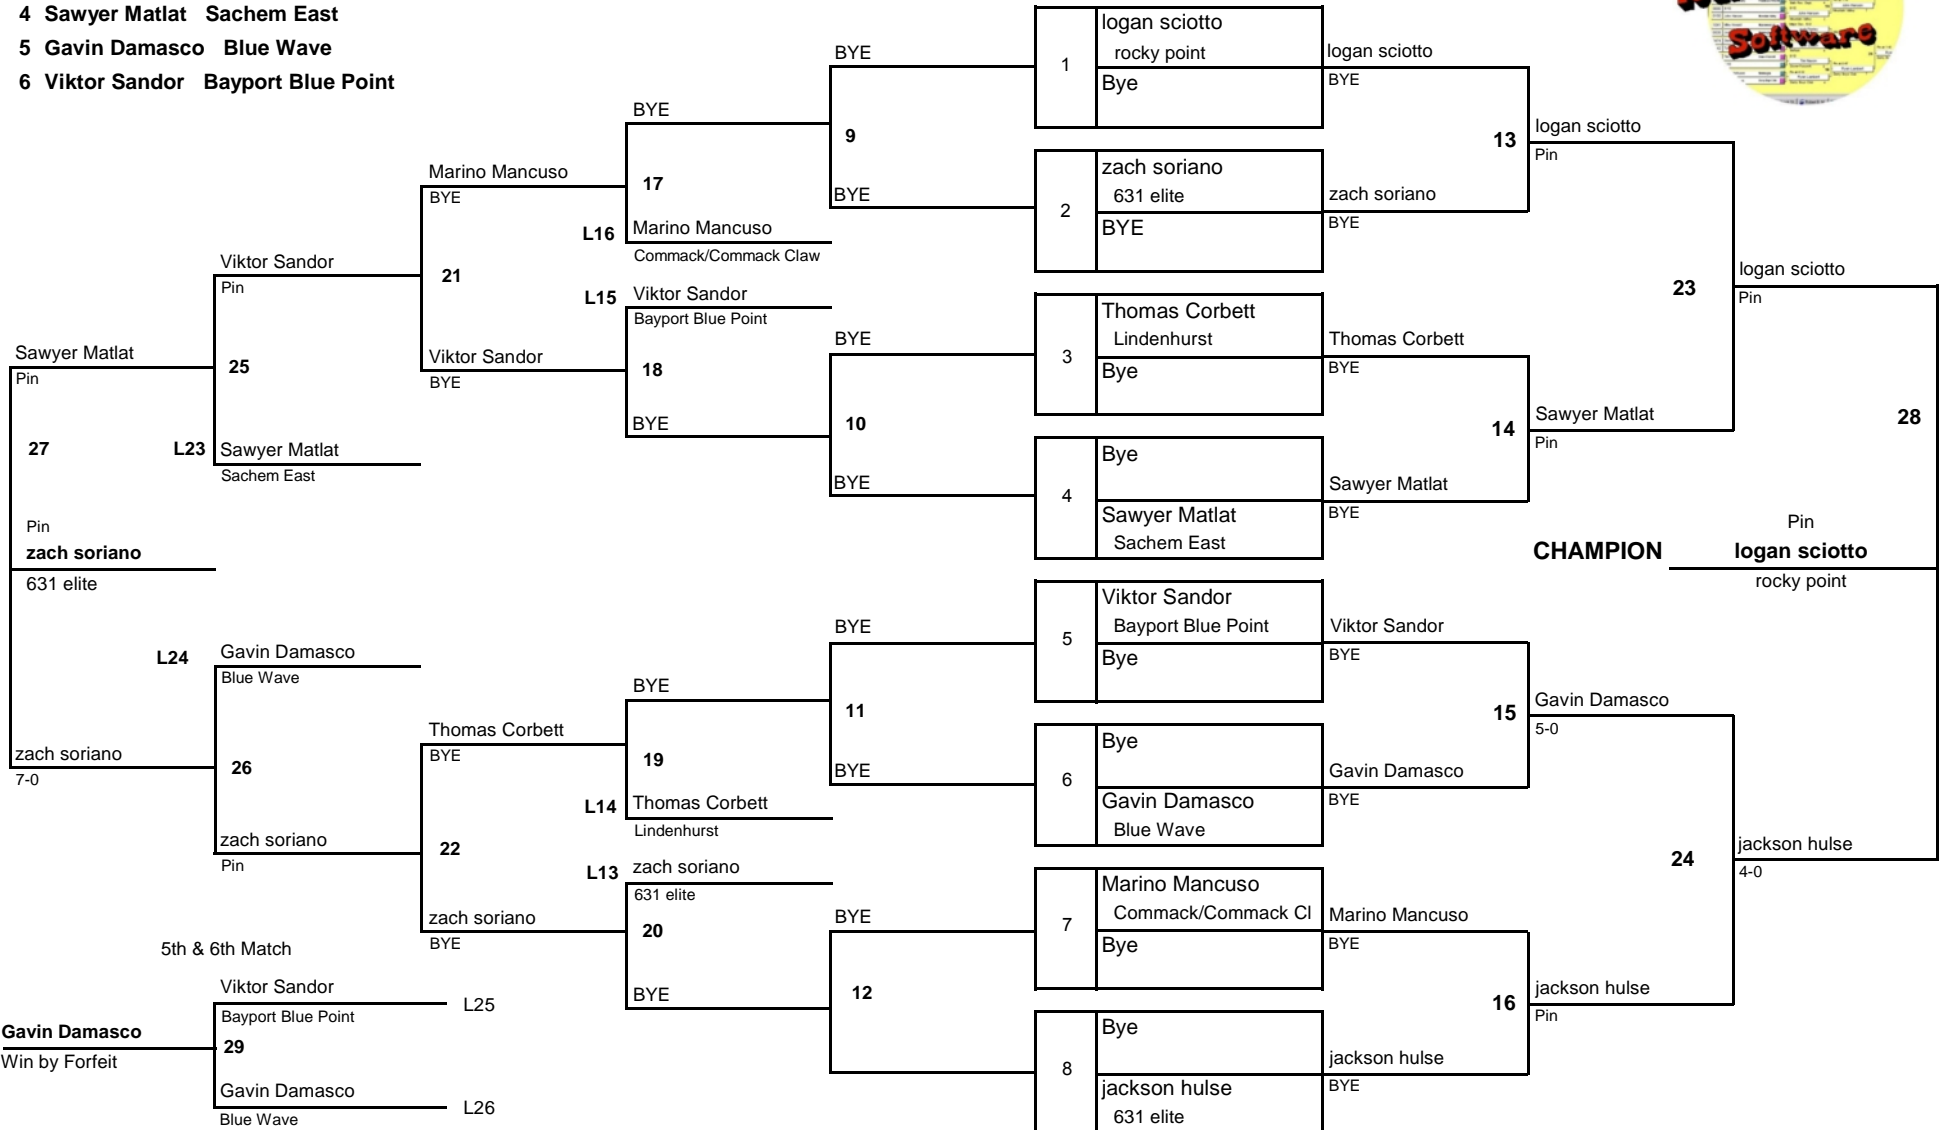 4 Sawyer Matlat Sachem East
5 Gavin Damasco Blue Wave
6 Viktor Sandor Bayport Blue Point
Software
Sawyer Matlat
Pin
27
Pin
zach soriano
631 elite
zach soriano
7-0
Viktor Sandor
Pin
25
L23 Sawyer Matlat
Sachem East
L24 Gavin Damasco
Blue Wave
26
zach soriano
Pin
5th & 6th Match
Viktor Sandor L25
Bayport Blue Point
Gavin Damasco
29
Win by Forfeit
Gavin Damasco L26
Blue Wave
Marino Mancuso
BYE
21
Viktor Sandor
BYE
Thomas Corbett
BYE
22
zach soriano
BYE
BYE
17
L16 Marino Mancuso
Commack/Commack Claw
L15 Viktor Sandor
Bayport Blue Point
18
BYE
BYE
19
L14 Thomas Corbett
Lindenhurst
L13 zach soriano
631 elite
20
BYE
BYE
9
BYE
BYE
10
BYE
BYE
11
BYE
BYE
12
1
logan sciotto
rocky point
Bye
2
zach soriano
631 elite
BYE
3
Thomas Corbett
Lindenhurst
Bye
4
Bye
Sawyer Matlat
Sachem East
5
Viktor Sandor
Bayport Blue Point
Bye
6
Bye
Gavin Damasco
Blue Wave
7
Marino Mancuso
Commack/Commack Cl
Bye
8
Bye
jackson hulse
631 elite
logan sciotto
BYE
13
zach soriano
BYE
Thomas Corbett
BYE
14
Sawyer Matlat
BYE
Viktor Sandor
BYE
15
Gavin Damasco
BYE
Marino Mancuso
BYE
16
jackson hulse
BYE
logan sciotto
Pin
23
Sawyer Matlat
Pin
Gavin Damasco
5-0
24
jackson hulse
Pin
logan sciotto
Pin
28
Pin
CHAMPION logan sciotto
rocky point
jackson hulse
4-0